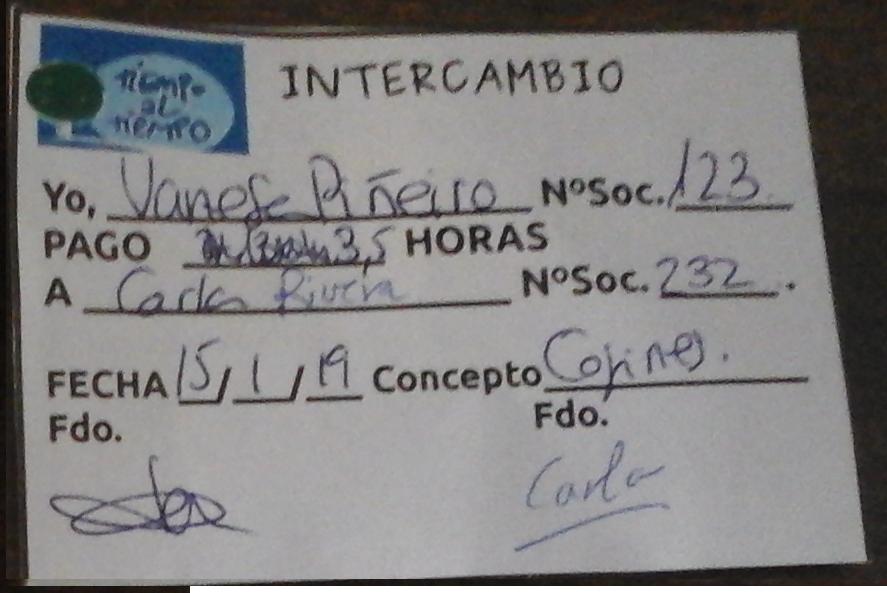 tiempo
al
tiempo
INTERCAMBIO
Yo, Vanesa Piñeiro NºSoc. 123
PAGO 3,5 HORAS
A Carla Rivera NºSoc. 232.
FECHA 15/1/19 Concepto Cojines.
Fdo. Fdo.
Carla